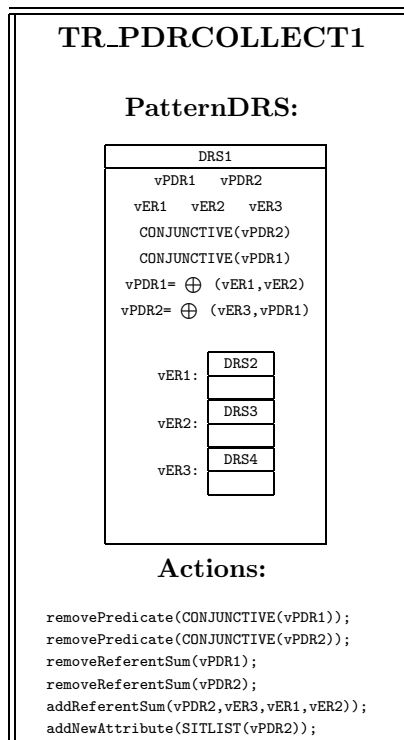 TR_PDRCOLLECT1
PatternDRS:
DRS1
vPDR1 vPDR2
vER1 vER2 vER3
CONJUNCTIVE(vPDR2)
CONJUNCTIVE(vPDR1)
vPDR1= ⨁ (vER1,vER2)
vPDR2= ⨁ (vER3,vPDR1)
vER1: DRS2
vER2: DRS3
vER3: DRS4
Actions:
removePredicate(CONJUNCTIVE(vPDR1));
removePredicate(CONJUNCTIVE(vPDR2));
removeReferentSum(vPDR1);
removeReferentSum(vPDR2);
addReferentSum(vPDR2,vER3,vER1,vER2));
addNewAttribute(SITLIST(vPDR2));